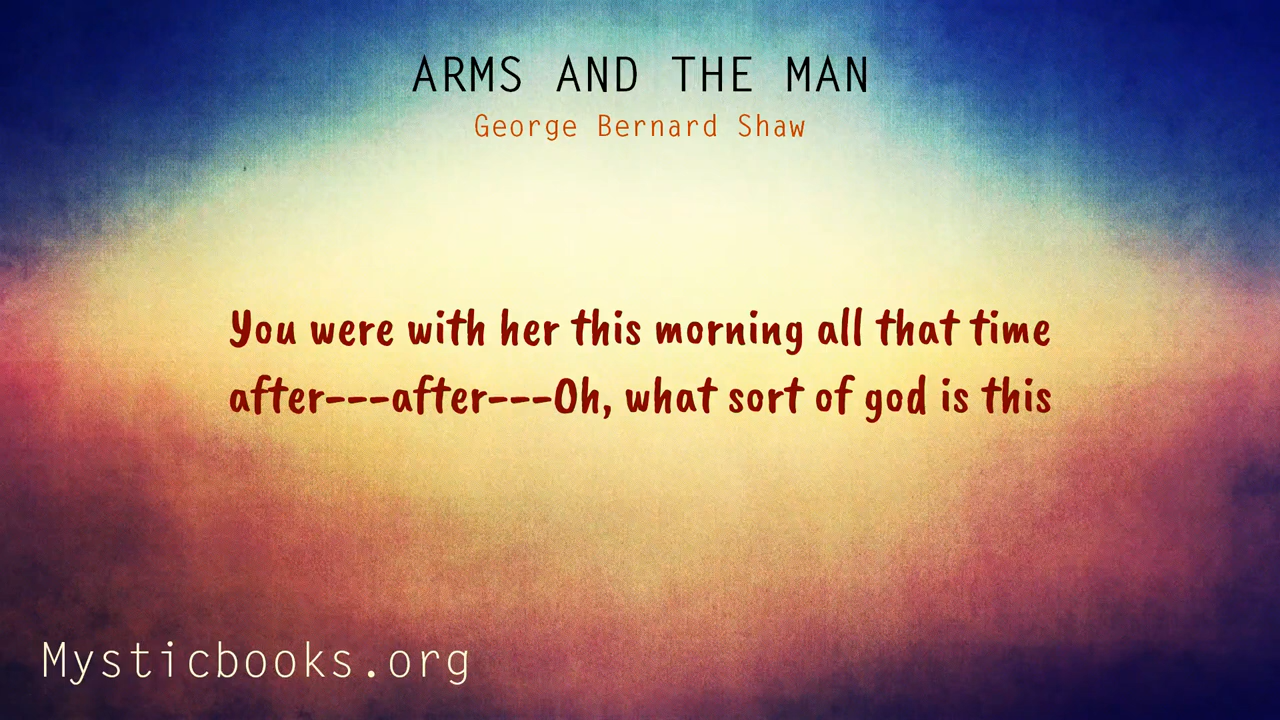 ARMS AND THE MAN
George Bernard Shaw
You were with her this morning all that time
after---after---Oh, what sort of god is this
Mysticbooks.org